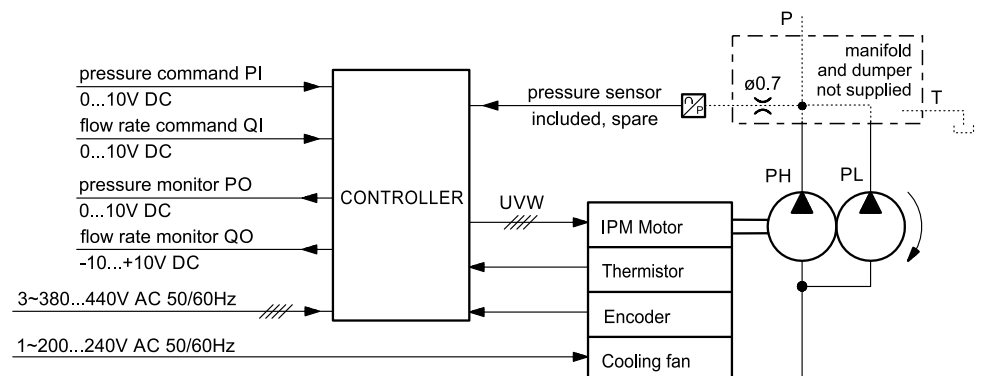 P
manifold
and dumper
not supplied
ø0.7
T
pressure command PI
0...10V DC
flow rate command QI
0...10V DC
pressure sensor
included, spare
P
pressure monitor PO
0...10V DC
flow rate monitor QO
-10...+10V DC
CONTROLLER
UVW
PH
PL
IPM Motor
Thermistor
Encoder
Cooling fan
3~380...440V AC 50/60Hz
1~200...240V AC 50/60Hz